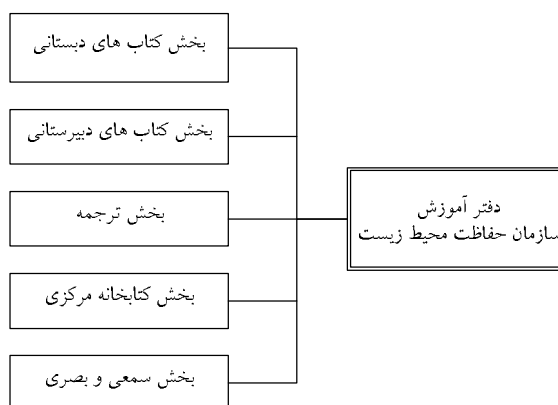 بخش کتاب های دبستانی
بخش کتاب های دبیرستانی
دفتر آموزش
سازمان حفاظت محیط زیست
بخش ترجمه
بخش کتابخانه مرکزی
بخش سمعی و بصری